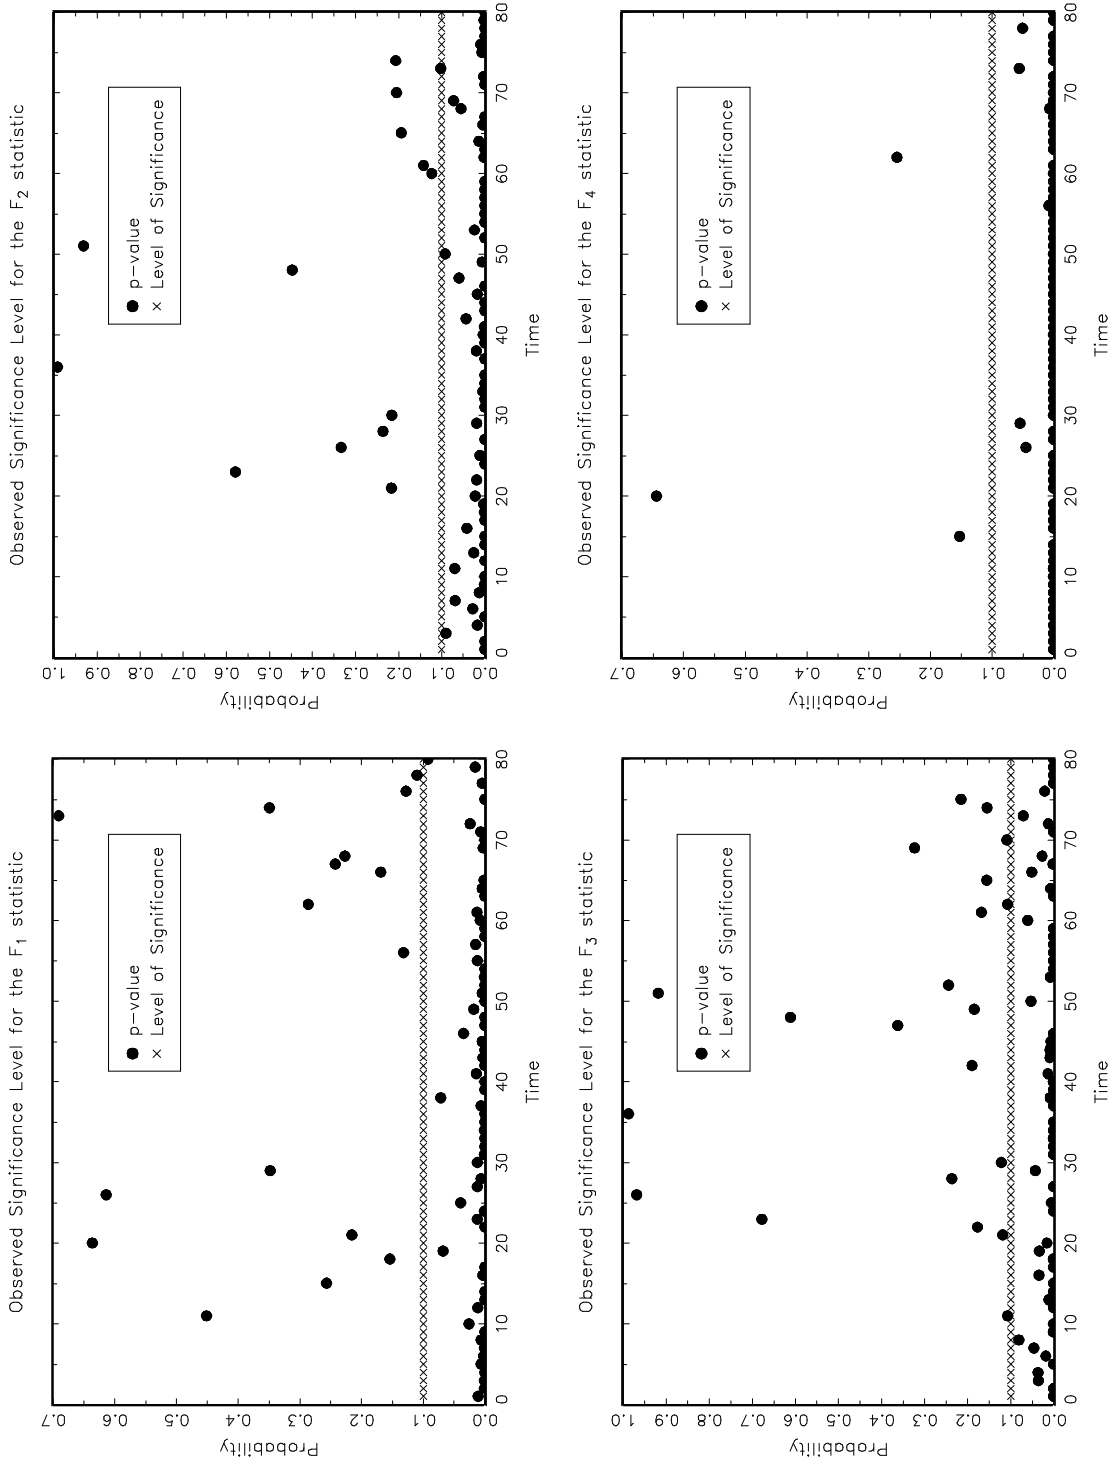 Observed Significance Level for the F1 statistic
Probability
0.7
0.6
0.5
0.4
0.3
0.2
0.1
0.0
p-value
Level of Significance
0 10 20 30 40 50 60 70 80
Time
Observed Significance Level for the F2 statistic
Probability
1.0
0.9
0.8
0.7
0.6
0.5
0.4
0.3
0.2
0.1
0.0
p-value
Level of Significance
0 10 20 30 40 50 60 70 80
Time
Observed Significance Level for the F3 statistic
Probability
1.0
0.9
0.8
0.7
0.6
0.5
0.4
0.3
0.2
0.1
0.0
p-value
Level of Significance
0 10 20 30 40 50 60 70 80
Time
Observed Significance Level for the F4 statistic
Probability
0.7
0.6
0.5
0.4
0.3
0.2
0.1
0.0
p-value
Level of Significance
0 10 20 30 40 50 60 70 80
Time